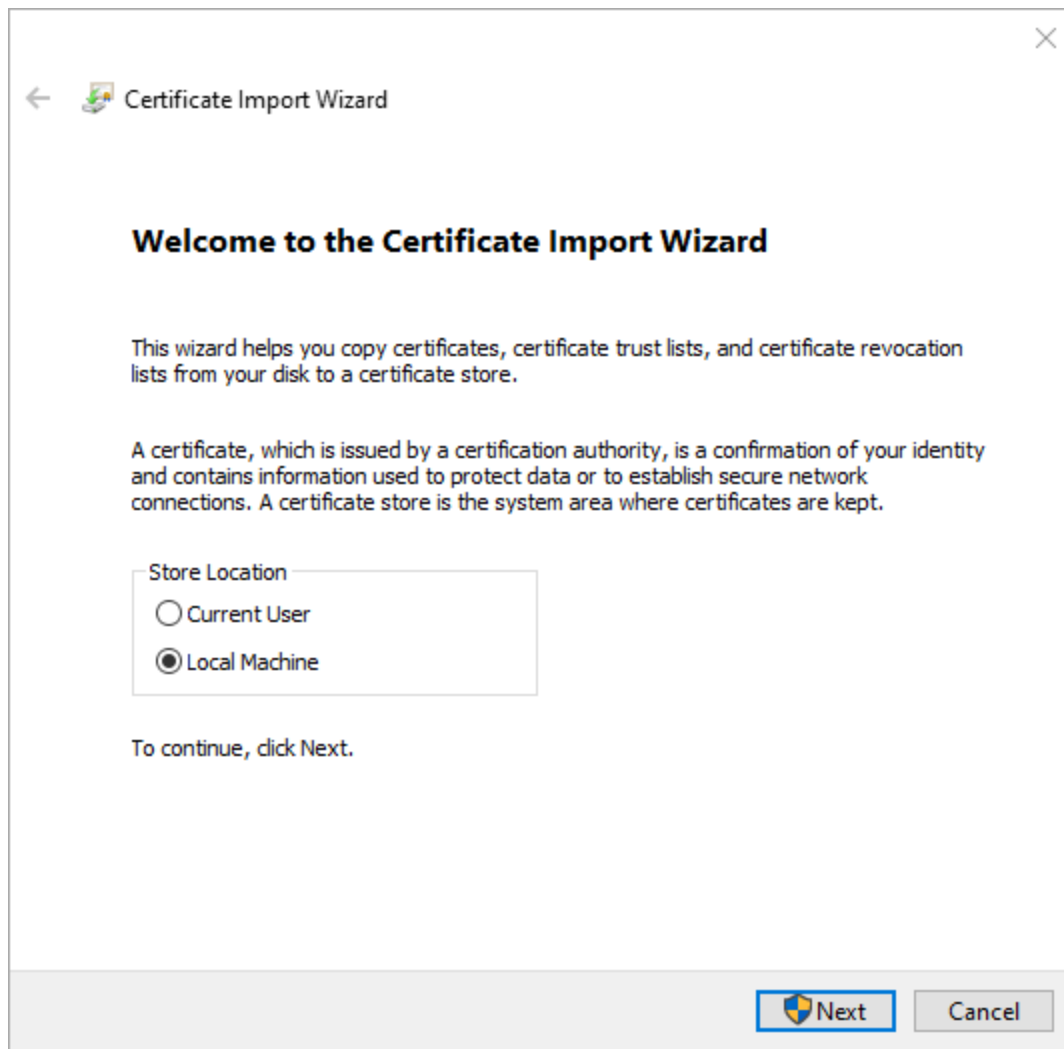 Certificate Import Wizard
Welcome to the Certificate Import Wizard
This wizard helps you copy certificates, certificate trust lists, and certificate revocation
lists from your disk to a certificate store.
A certificate, which is issued by a certification authority, is a confirmation of your identity
and contains information used to protect data or to establish secure network
connections. A certificate store is the system area where certificates are kept.
Store Location
Current User
Local Machine
To continue, click Next.
Next
Cancel